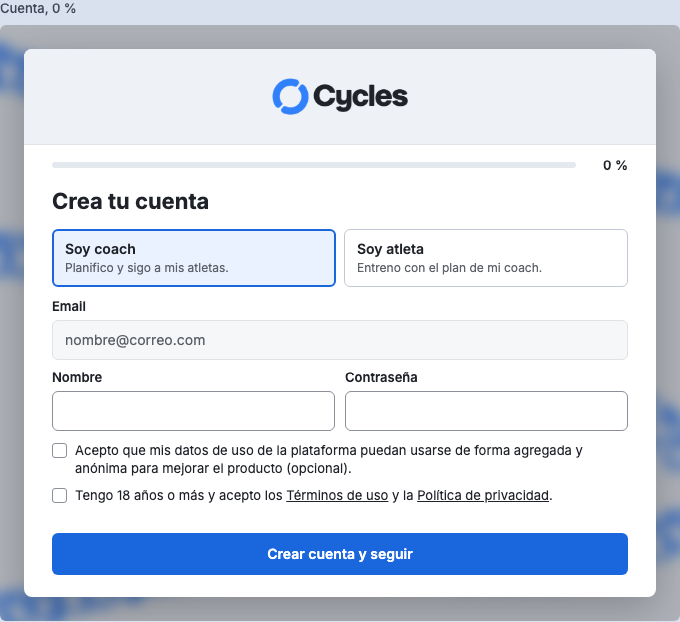 Cuenta, 0 %
Cycles
0 %
Crea tu cuenta
Soy coach
Planifico y sigo a mis atletas.
Soy atleta
Entreno con el plan de mi coach.
Email
nombre@correo.com
Nombre
Contraseña
Acepto que mis datos de uso de la plataforma puedan usarse de forma agregada y
anónima para mejorar el producto (opcional).
Tengo 18 años o más y acepto los Términos de uso y la Política de privacidad.
Crear cuenta y seguir